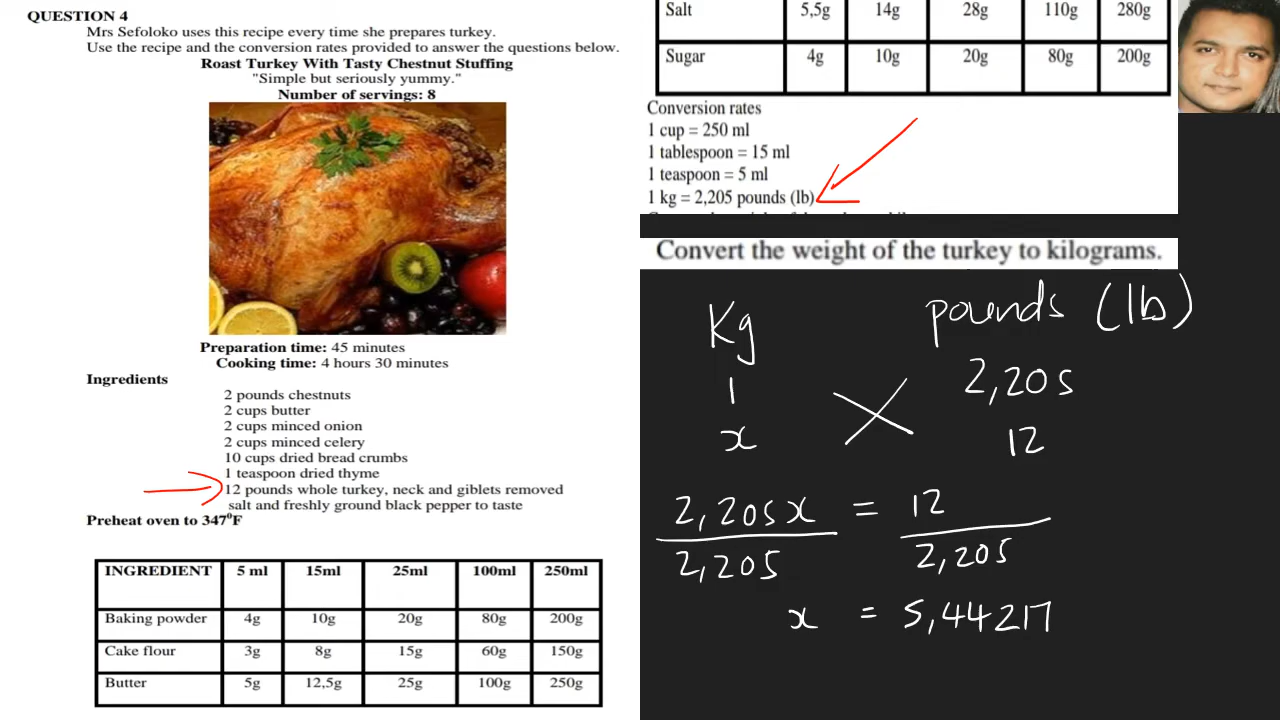 QUESTION 4
Mrs Sefoloko uses this recipe every time she prepares turkey.
Use the recipe and the conversion rates provided to answer the questions below.
Roast Turkey With Tasty Chestnut Stuffing
"Simple but seriously yummy."
Number of servings: 8
Preparation time: 45 minutes
Cooking time: 4 hours 30 minutes
Ingredients
2 pounds chestnuts
2 cups butter
2 cups minced onion
2 cups minced celery
10 cups dried bread crumbs
1 teaspoon dried thyme
12 pounds whole turkey, neck and giblets removed
salt and freshly ground black pepper to taste
Preheat oven to 347⁰F
INGREDIENT 5 ml 15ml 25ml 100ml 250ml
Baking powder 4g 10g 20g 80g 200g
Cake flour 3g 8g 15g 60g 150g
Butter 5g 12,5g 25g 100g 250g
Salt 5,5g 14g 28g 110g 280g
Sugar 4g 10g 20g 80g 200g
Conversion rates
1 cup = 250 ml
1 tablespoon = 15 ml
1 teaspoon = 5 ml
1 kg = 2,205 pounds (lb)
Convert the weight of the turkey to kilograms.
Kg pounds (lb)
1 2,205
x 12
2,205x = 12
2,205 2,205
x = 5,44217